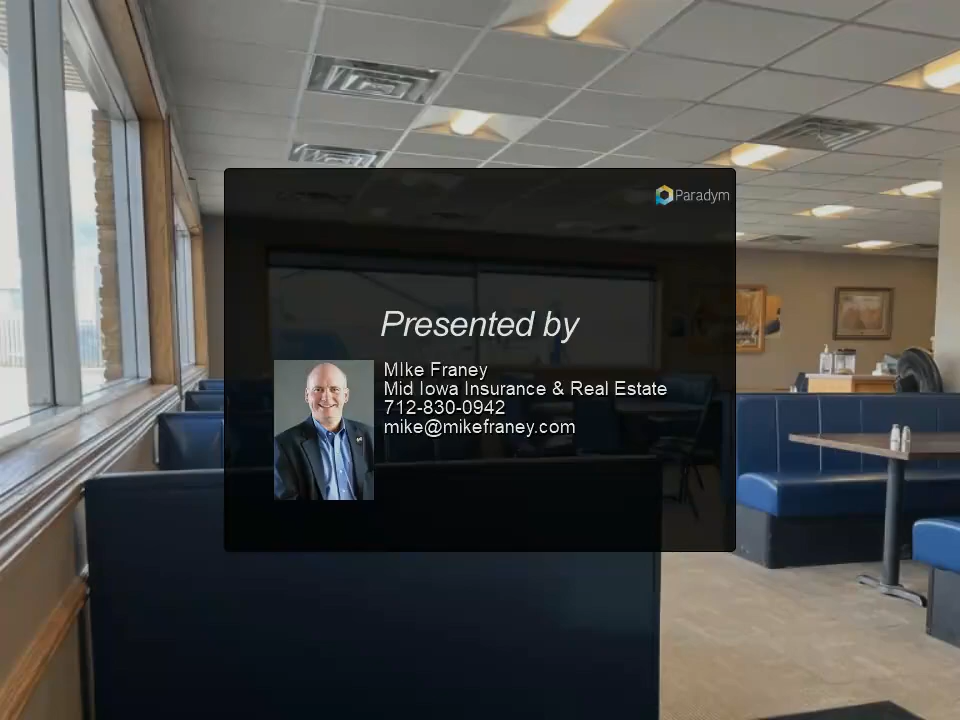 Paradym
Presented by
MIke Franey
Mid Iowa Insurance & Real Estate
712-830-0942
mike@mikefraney.com